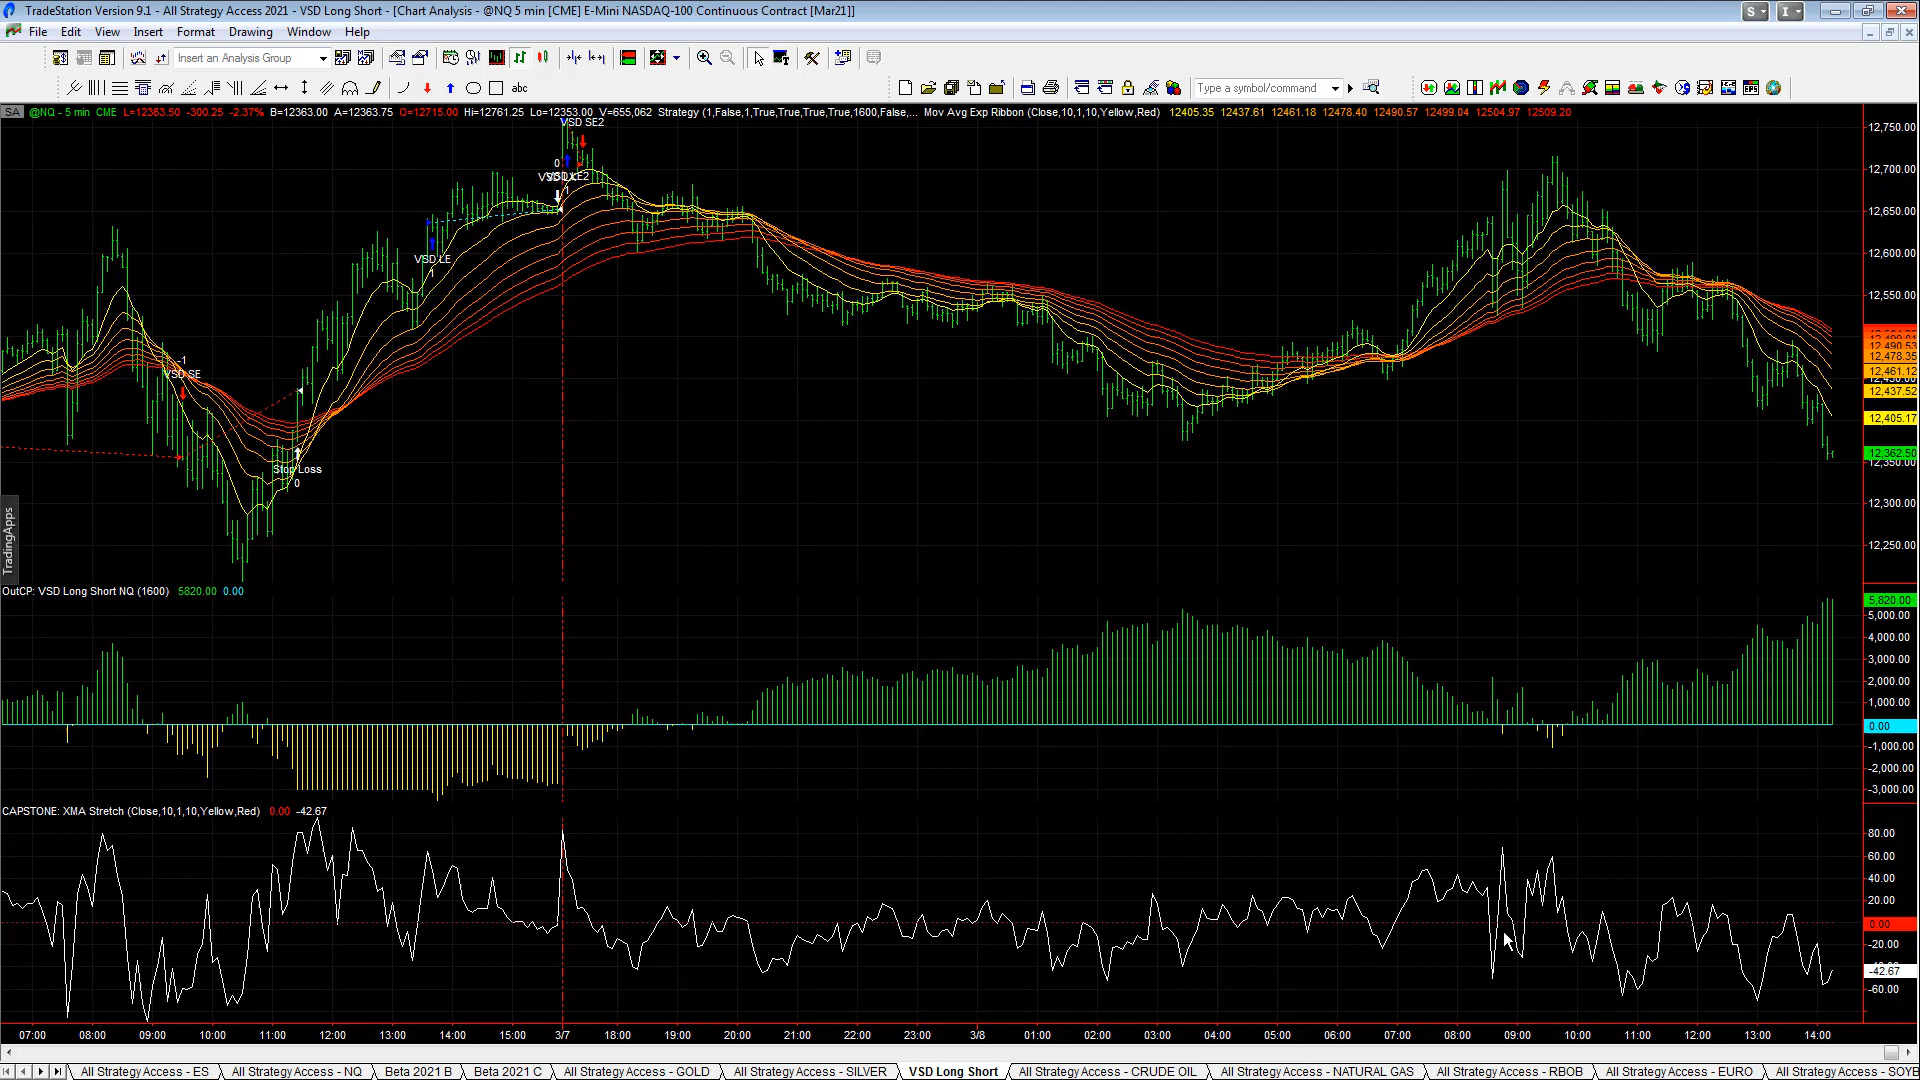 TradeStation Version 9.1 - All Strategy Access 2021 - VSD Long Short - [Chart Analysis - @NQ 5 min [CME] E-Mini NASDAQ-100 Continuous Contract [Mar21]]
S I
File Edit View Insert Format Drawing Window Help
Insert an Analysis Group
abc
Type a symbol/command
SA @NQ - 5 min CME L=12363.50 -300.25 -2.37% B=12363.00 A=12363.75 O=12715.00 Hi=12761.25 Lo=12353.00 V=655,062 Strategy (1,False,1,True,True,True,True,1600,False,... Mov Avg Exp Ribbon (Close,10,1,10,Yellow,Red) 12405.35 12437.61 12461.18 12478.40 12490.57 12499.04 12504.97 12509.20
VSD SE2
12,750.00
0
12,700.00
1
12,650.00
VSD LE
1
12,600.00
12,550.00
12,490.53
12,478.35
-1
VSD SE
12,461.12
12,437.52
12,405.17
12,362.50
12,350.00
Stop Loss
0
12,300.00
12,250.00
TradingApps
OutCP: VSD Long Short NQ (1600) 5820.00 0.00
5,820.00
5,000.00
4,000.00
3,000.00
2,000.00
1,000.00
0.00
-1,000.00
-2,000.00
-3,000.00
CAPSTONE: XMA Stretch (Close,10,1,10,Yellow,Red) 0.00 -42.67
80.00
60.00
40.00
20.00
0.00
-20.00
-42.67
-60.00
07:00 08:00 09:00 10:00 11:00 12:00 13:00 14:00 15:00 3/7 18:00 19:00 20:00 21:00 22:00 23:00 3/8 01:00 02:00 03:00 04:00 05:00 06:00 07:00 08:00 09:00 10:00 11:00 12:00 13:00 14:00
All Strategy Access - ES All Strategy Access - NQ Beta 2021 B Beta 2021 C All Strategy Access - GOLD All Strategy Access - SILVER VSD Long Short All Strategy Access - CRUDE OIL All Strategy Access - NATURAL GAS All Strategy Access - RBOB All Strategy Access - EURO All Strategy Access - SOYB